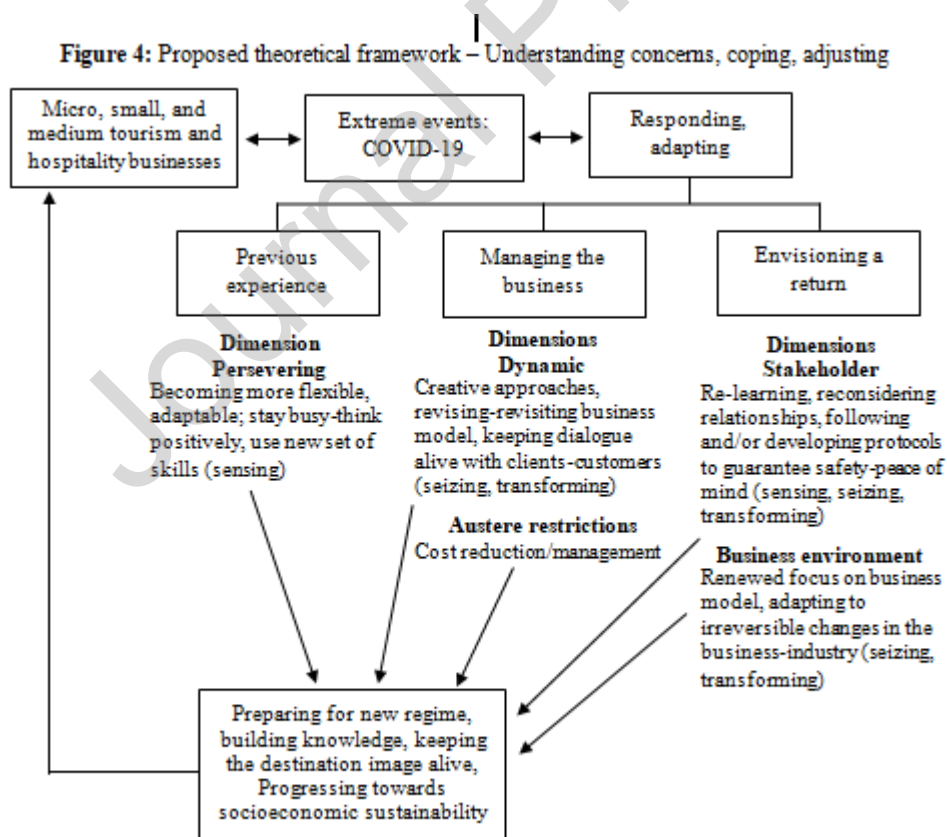 Journal P
Figure 4: Proposed theoretical framework – Understanding concerns, coping, adjusting
Micro, small, and
medium tourism and
hospitality businesses
Extreme events:
COVID-19
Responding,
adapting
Previous
experience
Managing the
business
Envisioning a
return
Dimension
Persevering
Becoming more flexible,
adaptable; stay busy-think
positively, use new set of
skills (sensing)
Dimensions
Dynamic
Creative approaches,
revising-revisiting business
model, keeping dialogue
alive with clients-customers
(seizing, transforming)
Austere restrictions
Cost reduction/management
Dimensions
Stakeholder
Re-learning, reconsidering
relationships, following
and/or developing protocols
to guarantee safety-peace of
mind (sensing, seizing,
transforming)
Business environment
Renewed focus on business
model, adapting to
irreversible changes in the
business-industry (seizing,
transforming)
Preparing for new regime,
building knowledge, keeping
the destination image alive,
Progressing towards
socioeconomic sustainability